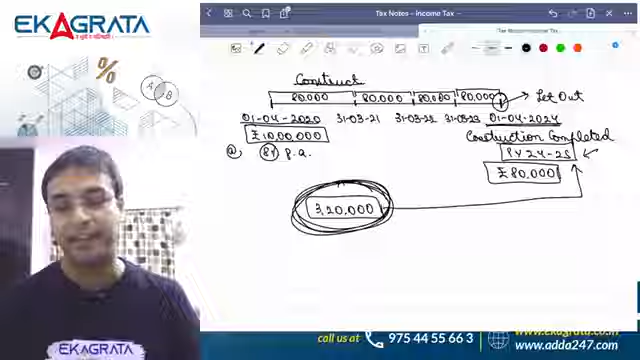 EKAGRATA
Tax Notes - Income Tax
Construct
80,000 80,000 80,000 80,000
Let Out
01-04-2020 31-03-21 31-03-22 31-03-23 01-04-2024
₹10,00,000
Construction Completed
@ 8% p.a.
PY 24-25
₹80,000
3,20,000
EKAGRATA
call us at 975 44 55 66 3
www.ekagrata.org
www.adda247.com